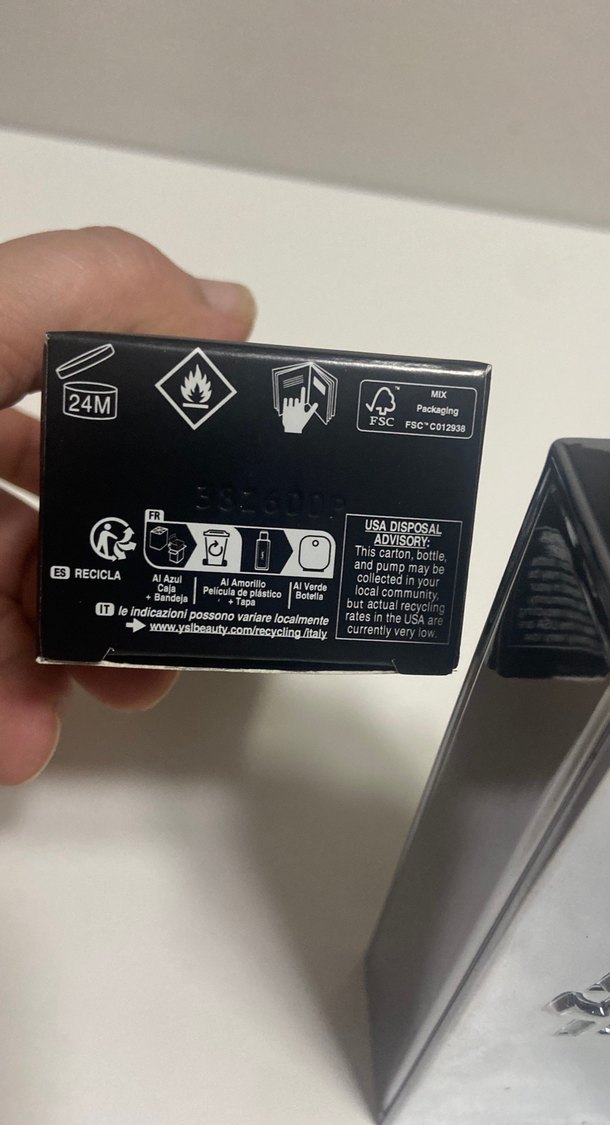 24M
FSC™
MIX
Packaging
FSC™ C012938
FR
ES RECICLA
Al Azul
Caja
+ Bandeja
Al Amorillo
Película de plástico
+ Tapa
Al Verde
Botella
IT le indicazioni possono variare localmente
www.yslbeauty.com/recycling/italy
USA DISPOSAL
ADVISORY:
This carton, bottle,
and pump may be
collected in your
local community,
but actual recycling
rates in the USA are
currently very low.